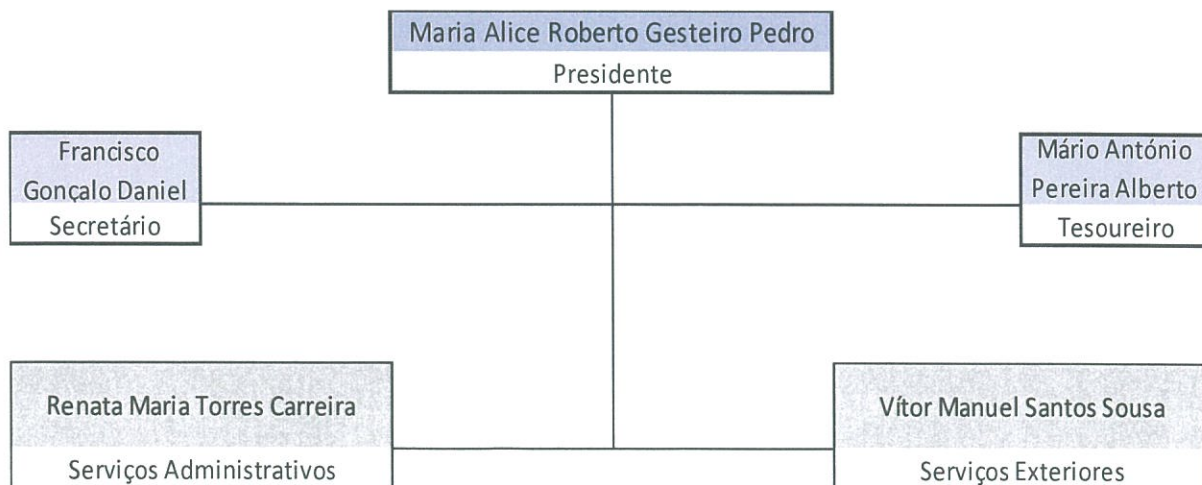 Maria Alice Roberto Gesteiro Pedro
Presidente
Francisco
Gonçalo Daniel
Secretário
Mário António
Pereira Alberto
Tesoureiro
Renata Maria Torres Carreira
Serviços Administrativos
Vítor Manuel Santos Sousa
Serviços Exteriores